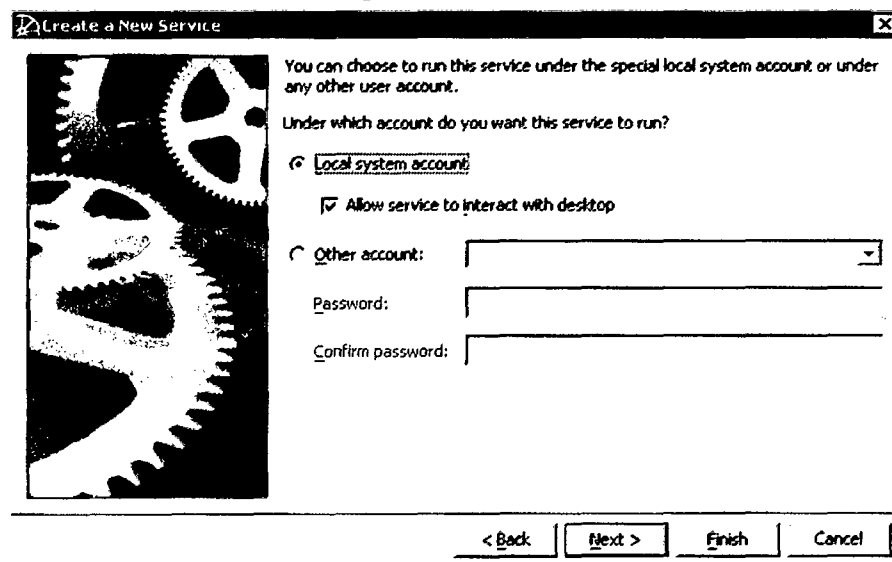 Create a New Service
You can choose to run this service under the special local system account or under
any other user account.
Under which account do you want this service to run?
Local system account
Allow service to interact with desktop
Other account:
Password:
Confirm password:
< Back Next > Finish Cancel